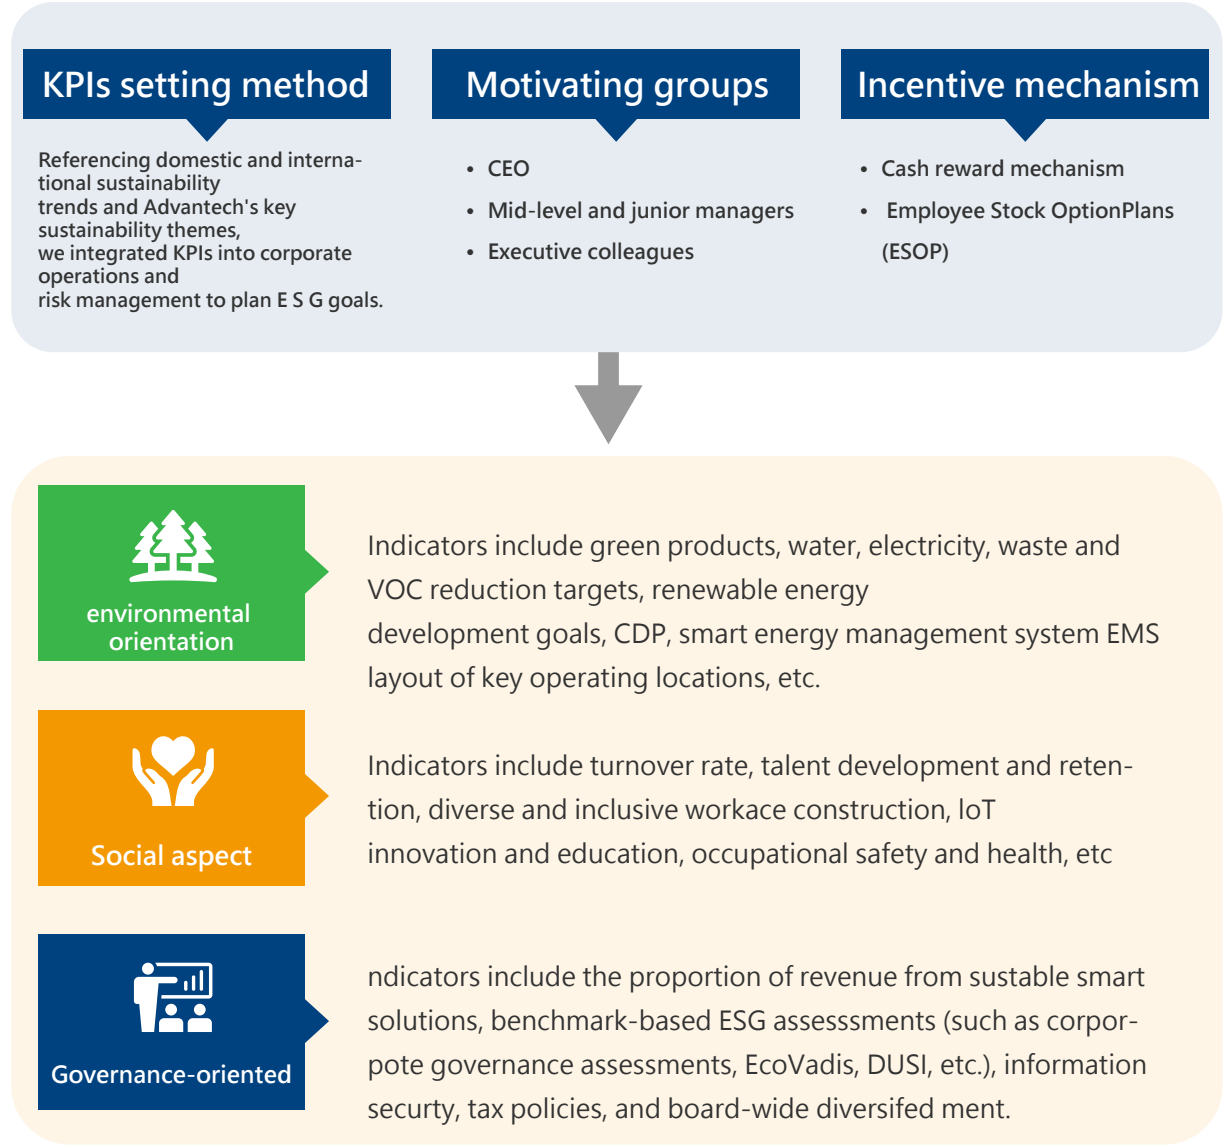 KPIs setting method
Referencing domestic and interna-
tional sustainability
trends and Advantech's key
sustainability themes,
we integrated KPIs into corporate
operations and
risk management to plan E S G goals.
Motivating groups
• CEO
• Mid-level and junior managers
• Executive colleagues
Incentive mechanism
• Cash reward mechanism
• Employee Stock OptionPlans
(ESOP)
environmental
orientation
Indicators include green products, water, electricity, waste and
VOC reduction targets, renewable energy
development goals, CDP, smart energy management system EMS
layout of key operating locations, etc.
Social aspect
Indicators include turnover rate, talent development and reten-
tion, diverse and inclusive workace construction, loT
innovation and education, occupational safety and health, etc
Governance-oriented
ndicators include the proportion of revenue from sustable smart
solutions, benchmark-based ESG assesssments (such as corpor-
pote governance assessments, EcoVadis, DUSI, etc.), information
securty, tax policies, and board-wide diversifed ment.